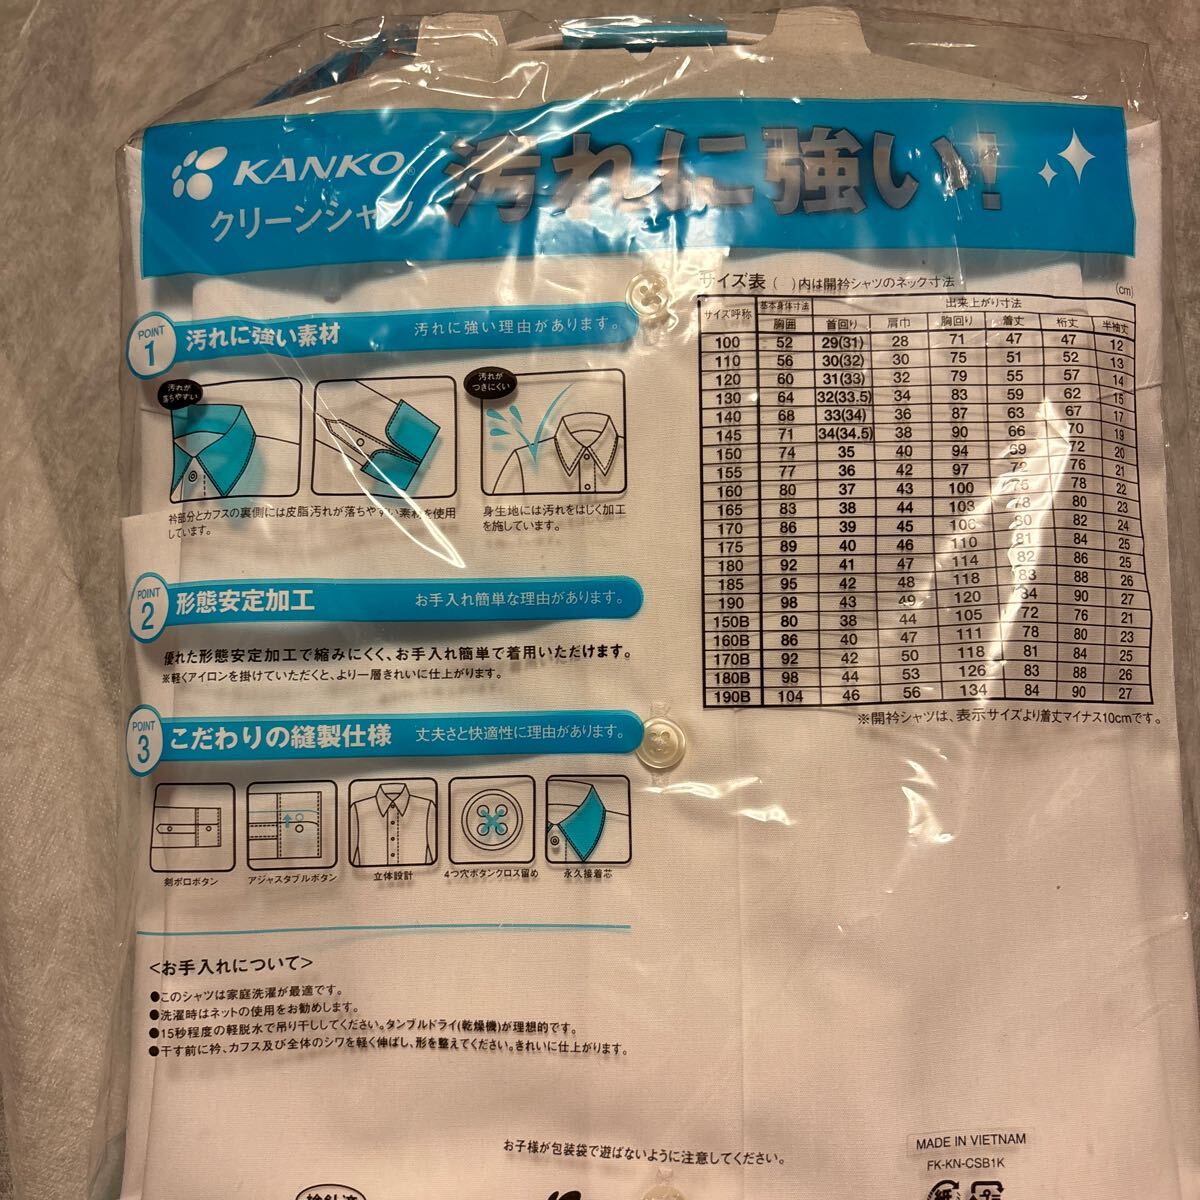 KANKO®
クリーンシャツ
汚れに強い!
POINT 1 汚れに強い素材 汚れに強い理由があります。
汚れが落ちやすい
汚れがつきにくい
衿部分とカフスの裏側には皮脂汚れが落ちやすい素材を使用しています。
身生地には汚れをはじく加工を施しています。
POINT 2 形態安定加工 お手入れ簡単な理由があります。
優れた形態安定加工で縮みにくく、お手入れ簡単で着用いただけます。
※軽くアイロンを掛けていただくと、より一層きれいに仕上がります。
POINT 3 こだわりの縫製仕様 丈夫さと快適性に理由があります。
剣ボロボタン
アジャスタブルボタン
立体設計
4つ穴ボタンクロス留め
永久接着芯
<お手入れについて>
●このシャツは家庭洗濯が最適です。
●洗濯時はネットの使用をお勧めします。
●15秒程度の軽脱水で吊り干ししてください。タンブルドライ(乾燥機)が理想的です。
●干す前に衿、カフス及び全体のシワを軽く伸ばし、形を整えてください。きれいに仕上がります。
サイズ表 ( )内は開衿シャツのネック寸法 (cm)
サイズ呼称 基本身体寸法 出来上がり寸法
胸囲 首回り 肩巾 胸回り 着丈 裄丈 半袖丈
100 52 29(31) 28 71 47 47 12
110 56 30(32) 30 75 51 52 13
120 60 31(33) 32 79 55 57 14
130 64 32(33.5) 34 83 59 62 15
140 68 33(34) 36 87 63 67 17
145 71 34(34.5) 38 90 66 70 19
150 74 35 40 94 69 72 20
155 77 36 42 97 72 76 21
160 80 37 43 100 75 78 22
165 83 38 44 103 78 80 23
170 86 39 45 106 80 82 24
175 89 40 46 110 81 84 25
180 92 41 47 114 82 86 25
185 95 42 48 118 83 88 26
190 98 43 49 120 84 90 27
150B 80 38 44 105 72 76 21
160B 86 40 47 111 78 80 23
170B 92 42 50 118 81 84 25
180B 98 44 53 126 83 88 26
190B 104 46 56 134 84 90 27
※開衿シャツは、表示サイズより着丈マイナス10cmです。
お子様が包装袋で遊ばないように注意してください。
MADE IN VIETNAM
FK-KN-CSB1K
検針済
紙
プラ